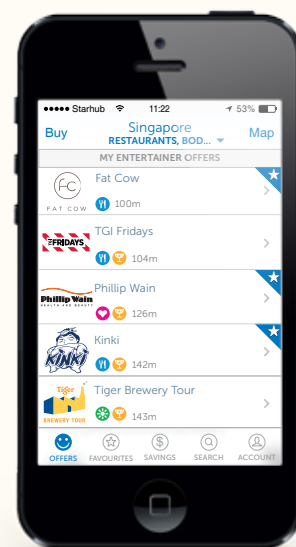 Starhub 11:22 53%
Buy Singapore Map
RESTAURANTS, BOD...
MY ENTERAINER OFFERS
FC
FAT COW
Fat Cow
100m
TGI FRIDAYS
TGI Fridays
104m
Phillip Wain
HEALTH AND BEAUTY
Phillip Wain
126m
KINKI
Kinki
142m
Tiger
BREWERY TOUR
Tiger Brewery Tour
143m
OFFERS FAVOURITES SAVINGS SEARCH ACCOUNT